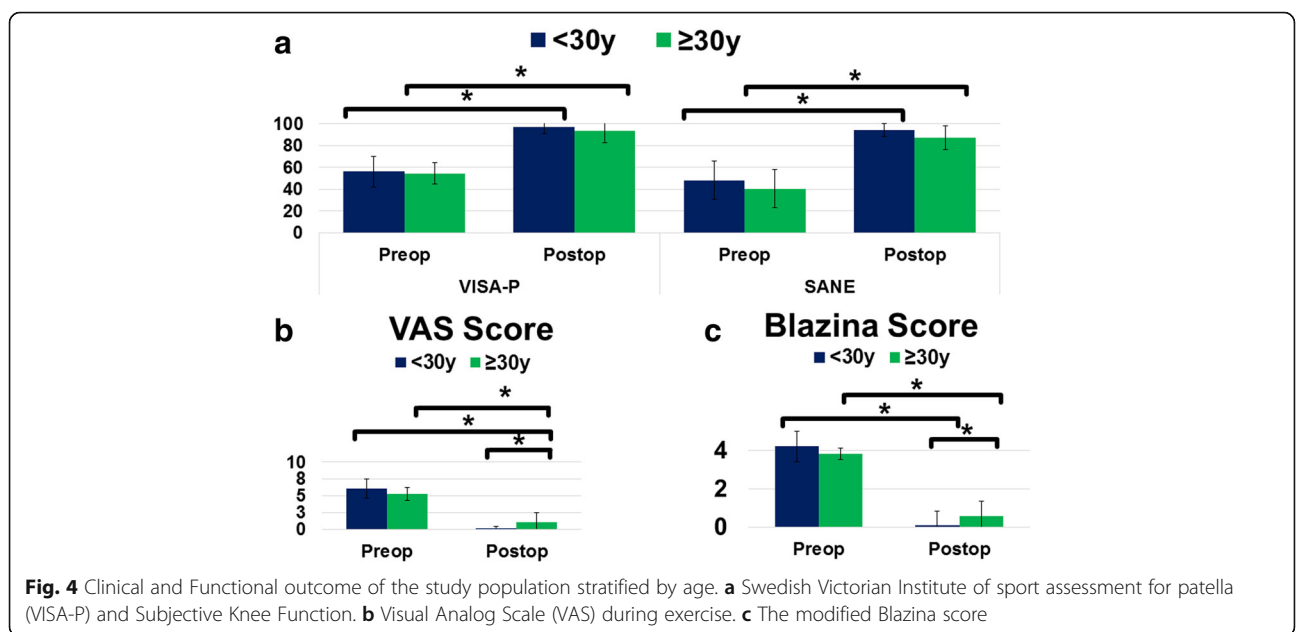 a
<30y ≥30y
* *
* *
100
80
60
40
20
0
Preop Postop Preop Postop
VISA-P SANE
b VAS Score
<30y ≥30y
*
*
*
10
8
5
3
0
Preop Postop
c Blazina Score
<30y ≥30y
*
*
*
4
2
0
Preop Postop
Fig. 4 Clinical and Functional outcome of the study population stratified by age. a Swedish Victorian Institute of sport assessment for patella
(VISA-P) and Subjective Knee Function. b Visual Analog Scale (VAS) during exercise. c The modified Blazina score